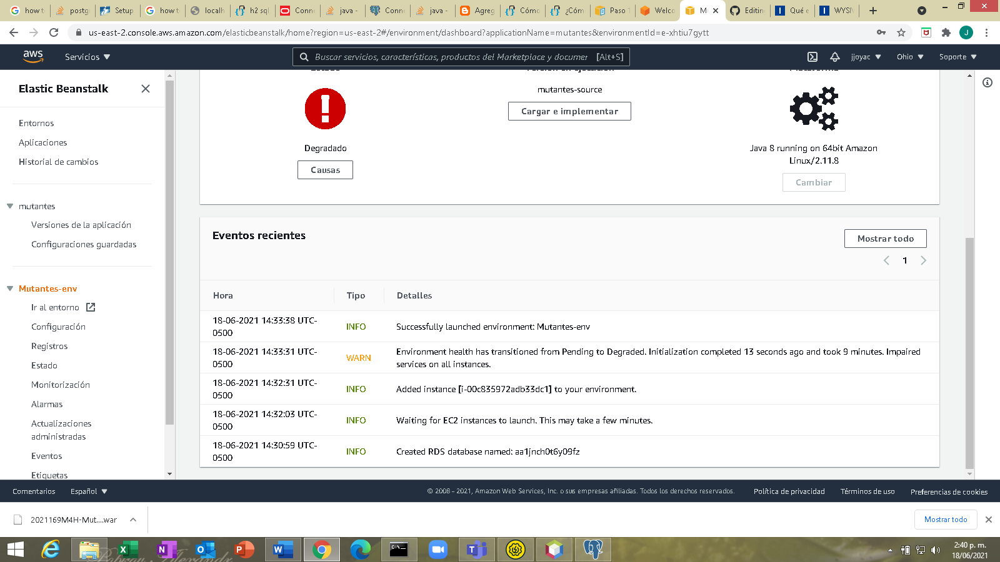 how t
postg
Setup
how t
localh
h2 sql
Conne
java -
Conne
java -
Agreg
Cómo
¿Cóm
Paso
Welco
M
Editin
Qué e
WYSI
us-east-2.console.aws.amazon.com/elasticbeanstalk/home?region=us-east-2#/environment/dashboard?applicationName=mutantes&environmentId=e-xhtiu7gytt
J
aws
Servicios
Buscar servicios, características, productos del Marketplace y documer [Alt+S]
jjoyac
Ohio
Soporte
Elastic Beanstalk
Entornos
Aplicaciones
Historial de cambios
mutantes
Versiones de la aplicación
Configuraciones guardadas
Mutantes-env
Ir al entorno
Configuración
Registros
Estado
Monitorización
Alarmas
Actualizaciones
administradas
Eventos
Etiquetas
Degradado
Causas
mutantes-source
Cargar e implementar
Java 8 running on 64bit Amazon
Linux/2.11.8
Cambiar
Eventos recientes
Mostrar todo
1
Hora Tipo Detalles
18-06-2021 14:33:38 UTC-
0500
INFO
Successfully launched environment: Mutantes-env
18-06-2021 14:33:31 UTC-
0500
WARN
Environment health has transitioned from Pending to Degraded. Initialization completed 13 seconds ago and took 9 minutes. Impaired
services on all instances.
18-06-2021 14:32:31 UTC-
0500
INFO
Added instance [i-00c835972adb33dc1] to your environment.
18-06-2021 14:32:03 UTC-
0500
INFO
Waiting for EC2 instances to launch. This may take a few minutes.
18-06-2021 14:30:59 UTC-
0500
INFO
Created RDS database named: aa1jnch0t6y09fz
Comentarios
Español
© 2008 - 2021, Amazon Web Services, Inc. o sus empresas afiliadas. Todos los derechos reservados.
Política de privacidad
Términos de uso
Preferencias de cookies
2021169M4H-Mut....war
Mostrar todo
2:40 p. m.
18/06/2021